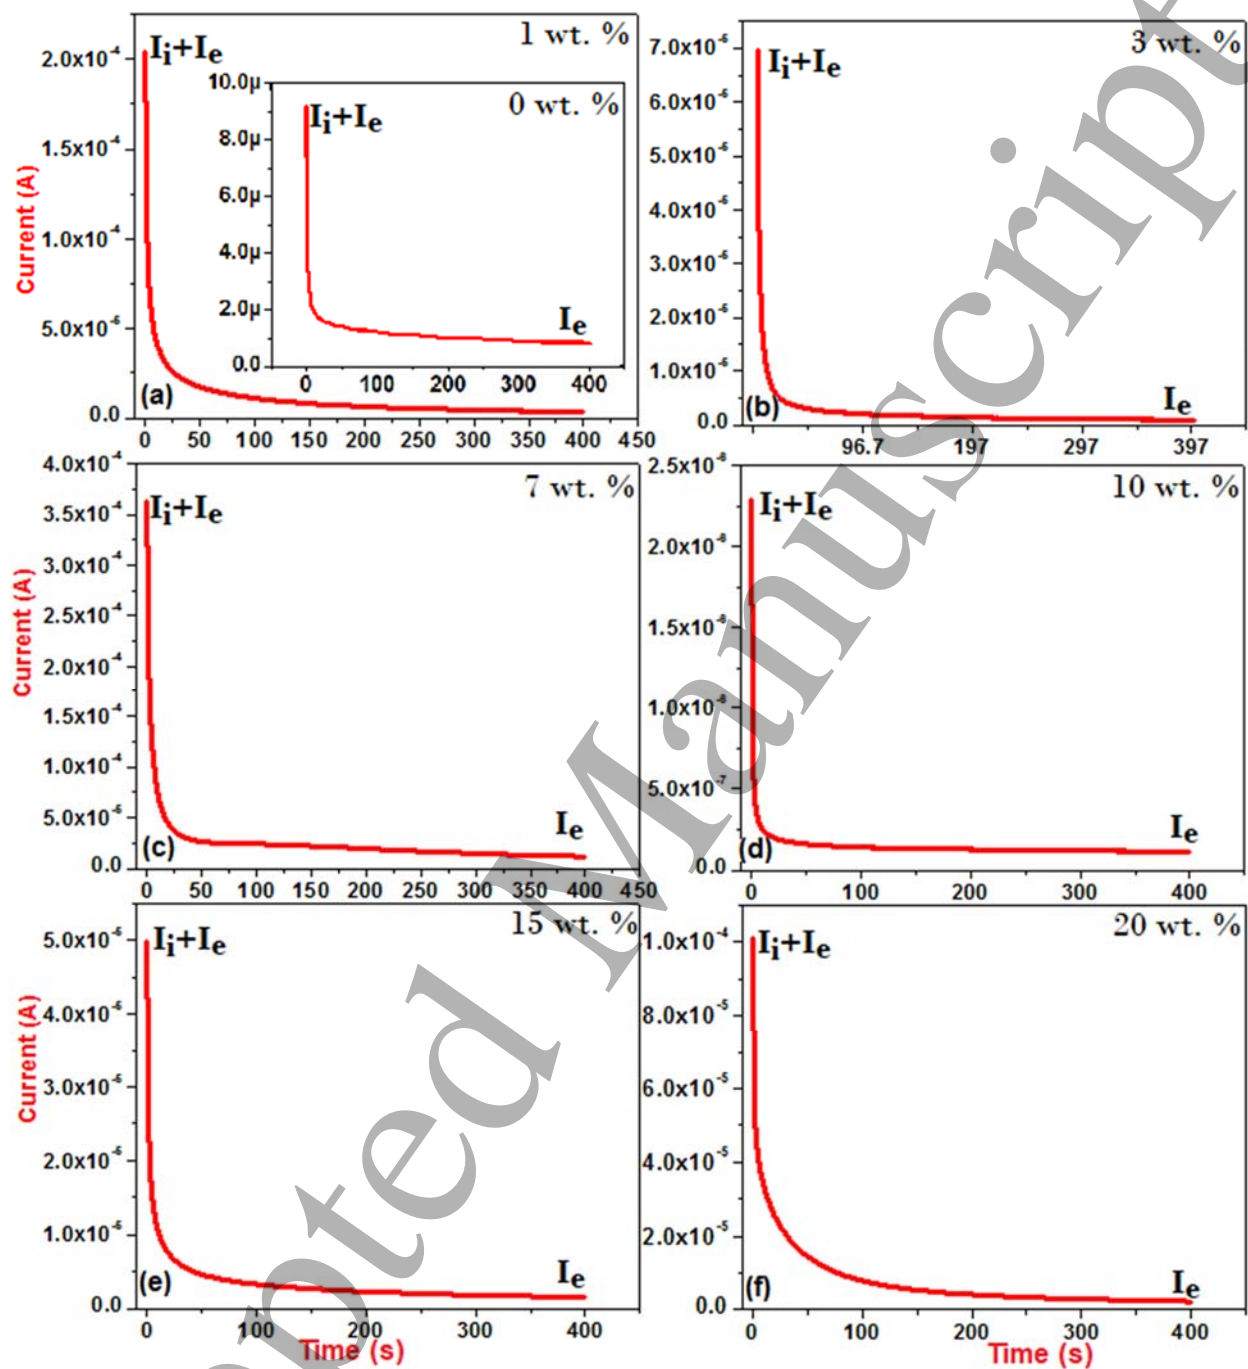 1 wt. %
2.0x10⁻⁴
1.5x10⁻⁴
1.0x10⁻⁴
5.0x10⁻⁵
0.0
Current (A)
Iᵢ+Iₑ
(a)
0 50 100 150 200 250 300 350 400 450
10.0μ
8.0μ
6.0μ
4.0μ
2.0μ
0.0
0 wt. %
Iᵢ+Iₑ
Iₑ
0 100 200 300 400
3 wt. %
7.0x10⁻⁶
6.0x10⁻⁶
5.0x10⁻⁶
4.0x10⁻⁶
3.0x10⁻⁶
2.0x10⁻⁶
1.0x10⁻⁶
0.0
Iᵢ+Iₑ
Iₑ
(b)
96.7 197 297 397
7 wt. %
4.0x10⁻⁴
3.5x10⁻⁴
3.0x10⁻⁴
2.5x10⁻⁴
2.0x10⁻⁴
1.5x10⁻⁴
1.0x10⁻⁴
5.0x10⁻⁵
0.0
Current (A)
Iᵢ+Iₑ
Iₑ
(c)
0 50 100 150 200 250 300 350 400 450
10 wt. %
2.5x10⁻⁶
2.0x10⁻⁶
1.5x10⁻⁶
1.0x10⁻⁶
5.0x10⁻⁷
0.0
Iᵢ+Iₑ
Iₑ
(d)
0 100 200 300 400
15 wt. %
5.0x10⁻⁵
4.0x10⁻⁵
3.0x10⁻⁵
2.0x10⁻⁵
1.0x10⁻⁵
0.0
Current (A)
Iᵢ+Iₑ
Iₑ
(e)
0 100 200 300 400
Time (s)
20 wt. %
1.0x10⁻⁴
8.0x10⁻⁵
6.0x10⁻⁵
4.0x10⁻⁵
2.0x10⁻⁵
0.0
Iᵢ+Iₑ
Iₑ
(f)
0 100 200 300 400
Time (s)
pted Manuscript